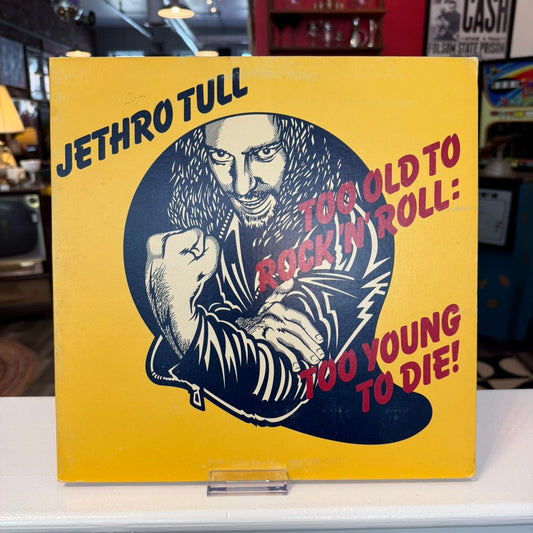 JETHRO TULL
TOO OLD TO
ROCK 'N' ROLL:
TOO YOUNG
TO DIE!
CASH
FOLSOM STATE PRISON